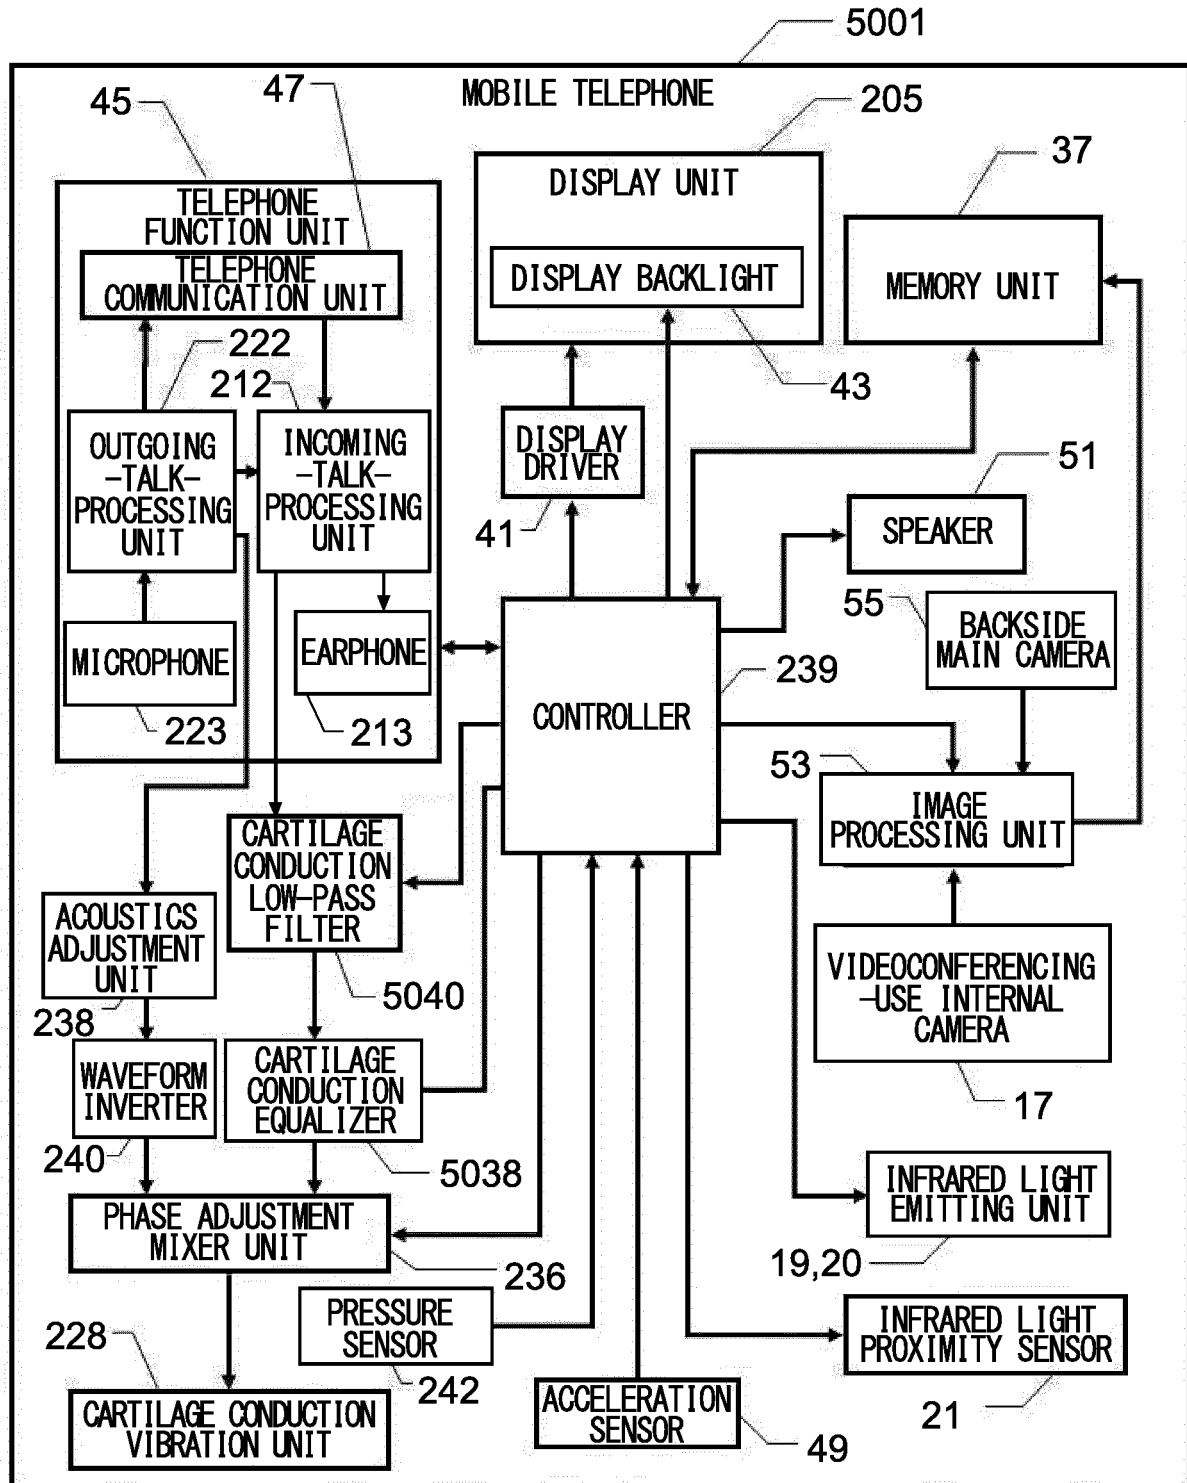 5001
MOBILE TELEPHONE
45
47
205
37
TELEPHONE
FUNCTION UNIT
TELEPHONE
COMMUNICATION UNIT
DISPLAY UNIT
DISPLAY BACKLIGHT
MEMORY UNIT
222
212
43
OUTGOING
-TALK-
PROCESSING
UNIT
INCOMING
-TALK-
PROCESSING
UNIT
DISPLAY
DRIVER
41
51
SPEAKER
55
BACKSIDE
MAIN CAMERA
MICROPHONE
EARPHONE
223
213
CONTROLLER
239
53
IMAGE
PROCESSING UNIT
CARTILAGE
CONDUCTION
LOW-PASS
FILTER
5040
ACOUSTICS
ADJUSTMENT
UNIT
238
VIDEOCONFERENCING
-USE INTERNAL
CAMERA
17
WAVEFORM
INVERTER
240
CARTILAGE
CONDUCTION
EQUALIZER
5038
INFRARED LIGHT
EMITTING UNIT
19,20
PHASE ADJUSTMENT
MIXER UNIT
236
PRESSURE
SENSOR
242
INFRARED LIGHT
PROXIMITY SENSOR
21
228
CARTILAGE CONDUCTION
VIBRATION UNIT
ACCELERATION
SENSOR
49